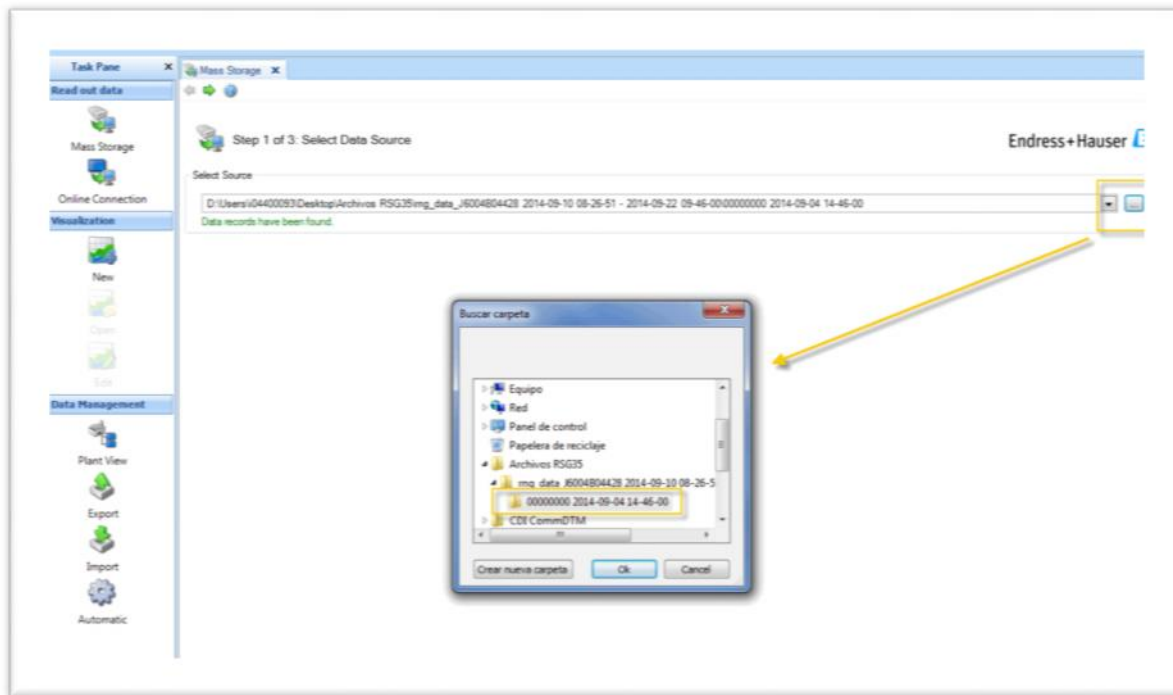 Task Pane
Mass Storage
Read out data
Mass Storage
Step 1 of 3: Select Data Source
Endress+Hauser
Select Source
Online Connection
D:\Users\i04400093\Desktop\Archivos RSG35\mg_data_J6004B04428 2014-09-10 08-26-51 - 2014-09-22 09-46-00\00000000 2014-09-04 14-46-00
...
Visualization
Data records have been found.
New
Open
Edit
Data Management
Plant View
Export
Import
Automatic
Buscar carpeta
Equipo
Red
Panel de control
Papelera de reciclaje
Archivos RSG35
mg_data_J6004B04428 2014-09-10 08-26-5
00000000 2014-09-04 14-46-00
CDI CommDTM
Crear nueva carpeta
Ok
Cancel